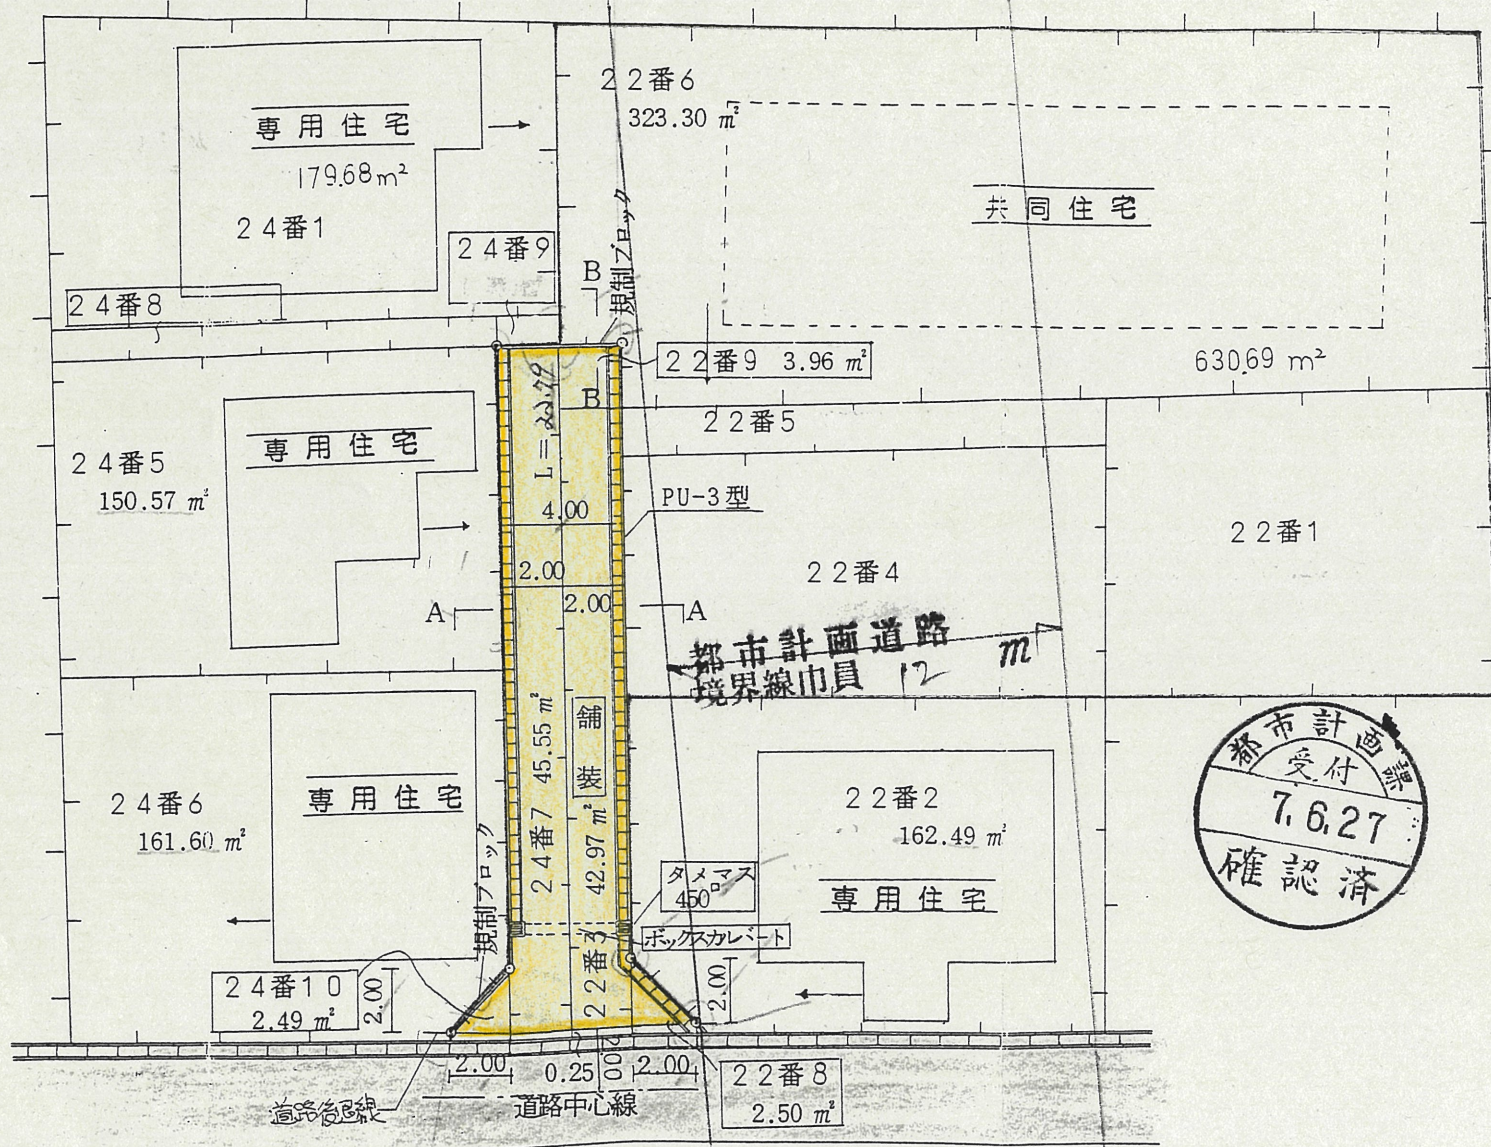 22番6
323.30 ㎡
専用住宅
179.68m²
24番1
共同住宅
24番9
24番8
B
規制ブロック
22番9 3.96 ㎡
630.69 m²
L=22.79
B
22番5
専用住宅
24番5
150.57 ㎡
PU-3型
4.00
22番1
22番4
2.00
2.00
A
A
都市計画道路
境界線巾員 12 m
24番7 45.55 ㎡
舗装
22番3 42.97 ㎡
24番6
161.60 ㎡
専用住宅
規制ブロック
22番2
162.49 ㎡
専用住宅
都市計画課
受付
7.6.27
確認済
タメマス
450□
ボックスカルバート
24番10
2.49 ㎡
2.00
2.00
2.00
0.25
2.00
2.00
22番8
2.50 ㎡
道路後退線
道路中心線